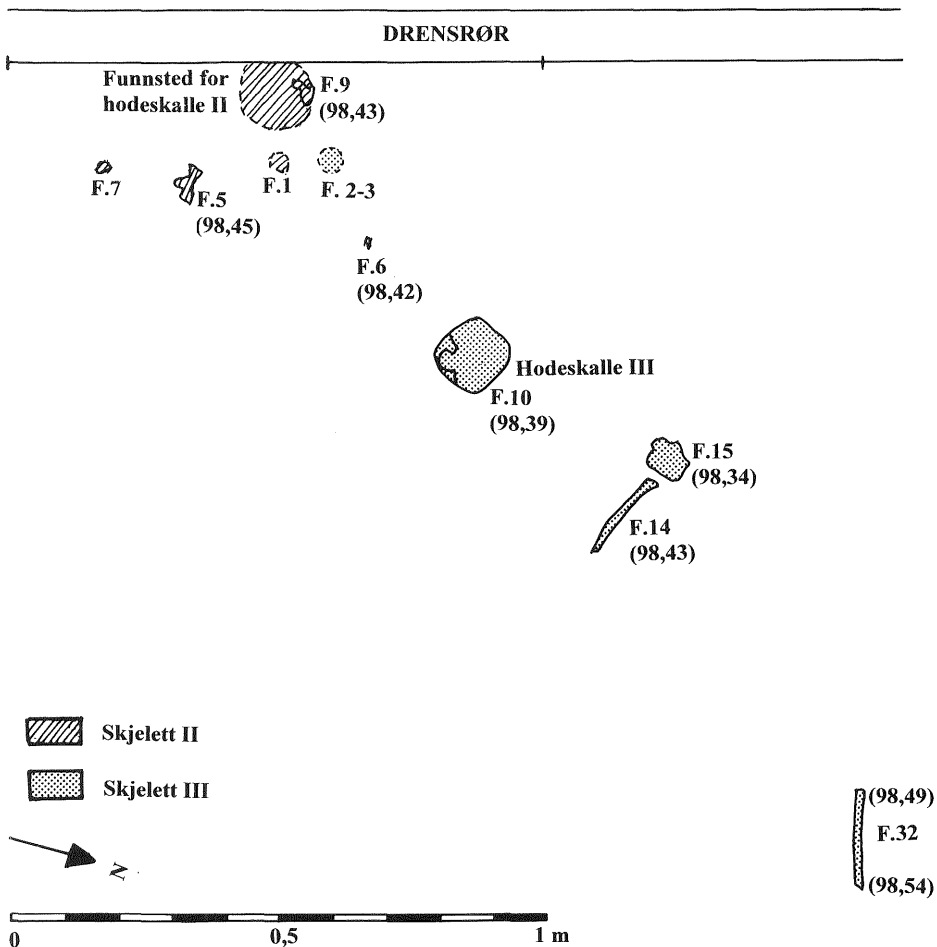 DRENSRØR
Funnsted for
hodeskalle II
F.9
(98,43)
F.7
F.5
(98,45)
F.1
F. 2-3
F.6
(98,42)
Hodeskalle III
F.10
(98,39)
F.15
(98,34)
F.14
(98,43)
Skjelett II
Skjelett III
(98,49)
F.32
(98,54)
N
0
0,5
1 m